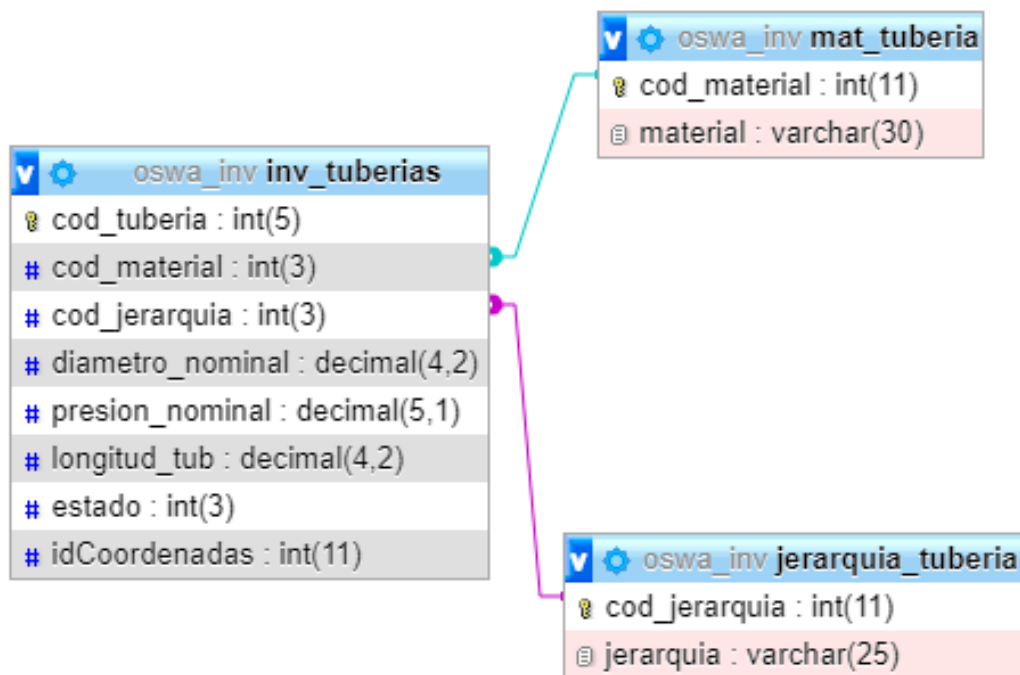 oswa_inv mat_tuberia
cod_material : int(11)
material : varchar(30)
oswa_inv inv_tuberias
cod_tuberia : int(5)
cod_material : int(3)
cod_jerarquia : int(3)
diametro_nominal : decimal(4,2)
presion_nominal : decimal(5,1)
longitud_tub : decimal(4,2)
estado : int(3)
idCoordenadas : int(11)
oswa_inv jerarquia_tuberia
cod_jerarquia : int(11)
jerarquia : varchar(25)